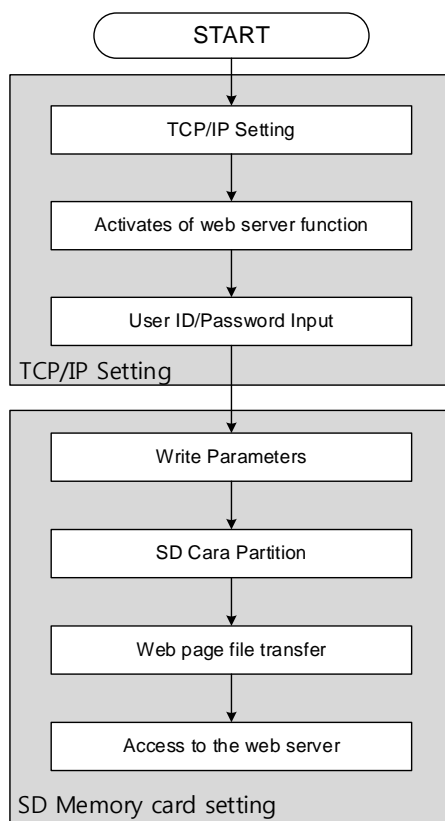 START
TCP/IP Setting
Activates of web server function
User ID/Password Input
TCP/IP Setting
Write Parameters
SD Cara Partition
Web page file transfer
Access to the web server
SD Memory card setting